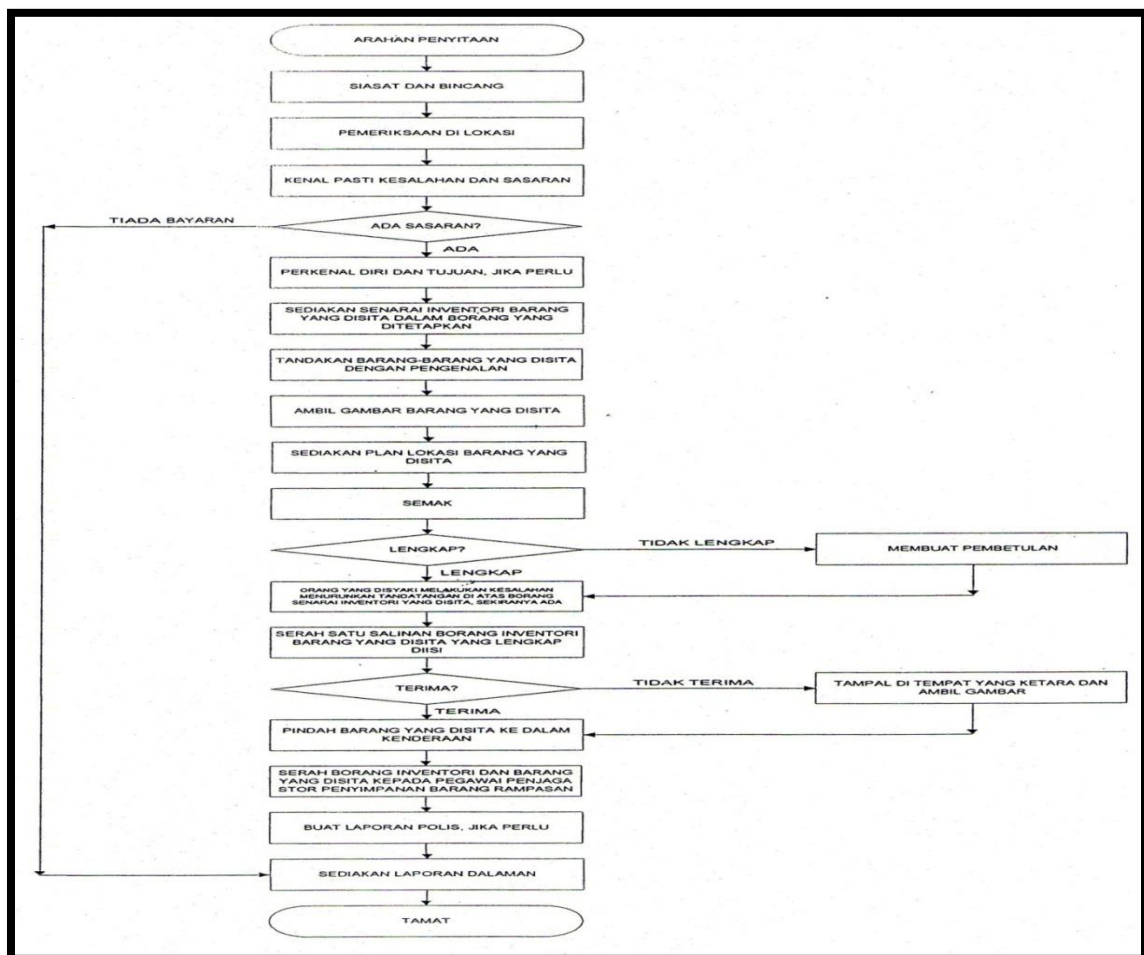 ARAHAN PENYITAAN
SIASAT DAN BINCANG
PEMERIKSAAN DI LOKASI
KENAL PASTI KESALAHAN DAN SASARAN
TIADA BAYARAN
ADA SASARAN?
ADA
PERKENAL DIRI DAN TUJUAN, JIKA PERLU
SEDIAKAN SENARAI INVENTORI BARANG
YANG DISITA DALAM BORANG YANG
DITETAPKAN
TANDAKAN BARANG-BARANG YANG DISITA
DENGAN PENGENALAN
AMBIL GAMBAR BARANG YANG DISITA
SEDIAKAN PLAN LOKASI BARANG YANG
DISITA
SEMAK
LENGKAP?
TIDAK LENGKAP
MEMBUAT PEMBETULAN
LENGKAP
ORANG YANG DISYAKI MELAKUKAN KESALAHAN
MENURUNKAN TANDATANGAN DI ATAS BORANG
SENARAI INVENTORI YANG DISITA, SEKIRANYA ADA
SERAH SATU SALINAN BORANG INVENTORI
BARANG YANG DISITA YANG LENGKAP
DIISI
TERIMA?
TIDAK TERIMA
TAMPAL DI TEMPAT YANG KETARA DAN
AMBIL GAMBAR
TERIMA
PINDAH BARANG YANG DISITA KE DALAM
KENDERAAN
SERAH BORANG INVENTORI DAN BARANG
YANG DISITA KEPADA PEGAWAI PENJAGA
STOR PENYIMPANAN BARANG RAMPASAN
BUAT LAPORAN POLIS, JIKA PERLU
SEDIAKAN LAPORAN DALAMAN
TAMAT